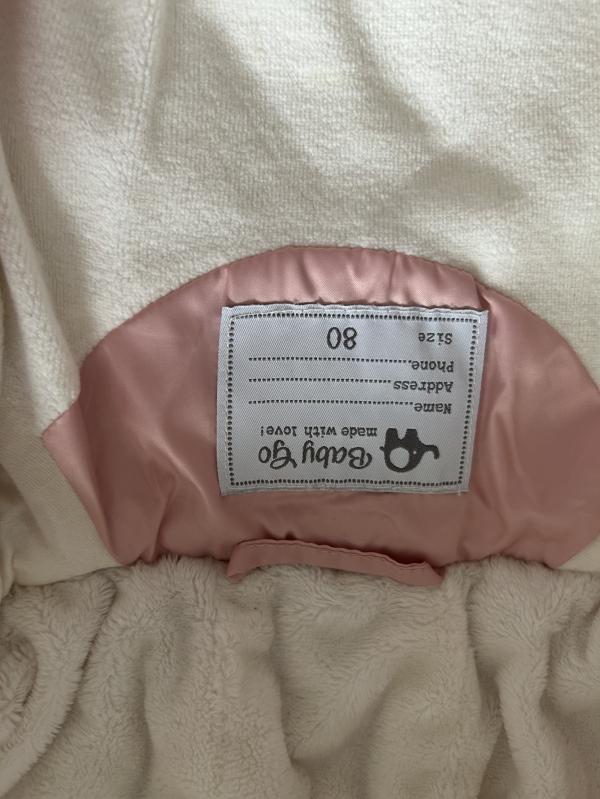 Baby Go
made with love!
Name....................
Address....................
Phone....................
Size 80